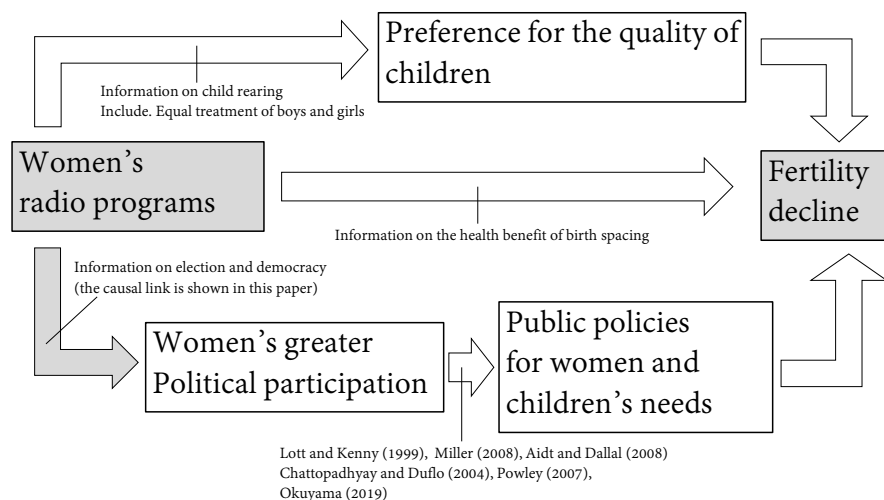 Preference for the quality of
children
Information on child rearing
Include. Equal treatment of boys and girls
Women's
radio programs
Fertility
decline
Information on the health benefit of birth spacing
Information on election and democracy
(the causal link is shown in this paper)
Women's greater
Political participation
Public policies
for women and
children's needs
Lott and Kenny (1999), Miller (2008), Aidt and Dallal (2008)
Chattopadhyay and Duflo (2004), Powley (2007),
Okuyama (2019)